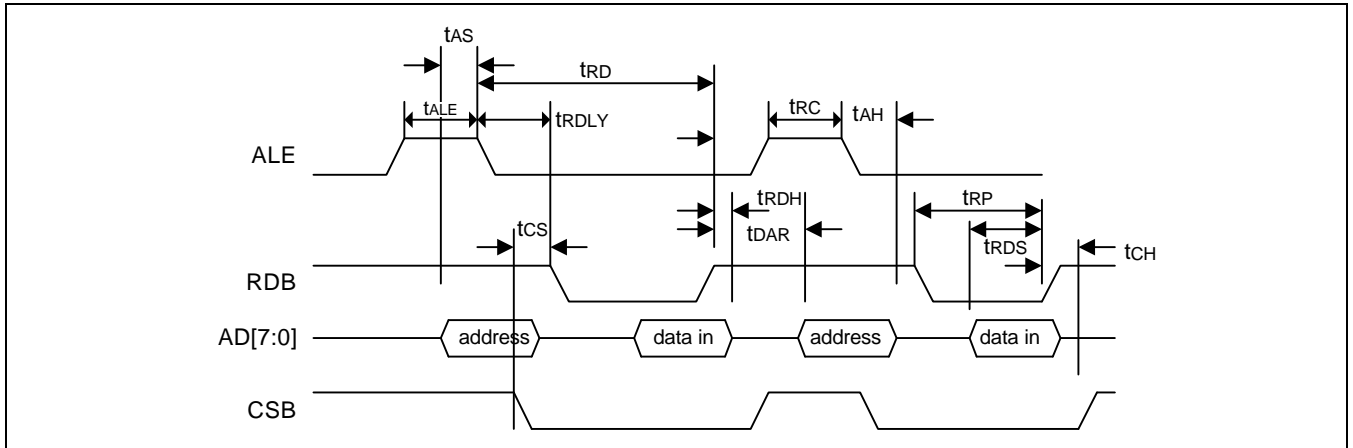 tAS
tRD
tALE
tRDLY
tRC
tAH
ALE
tRDH
tRP
tCS
tDAR
tRDS
tCH
RDB
AD[7:0]
address
data in
address
data in
CSB